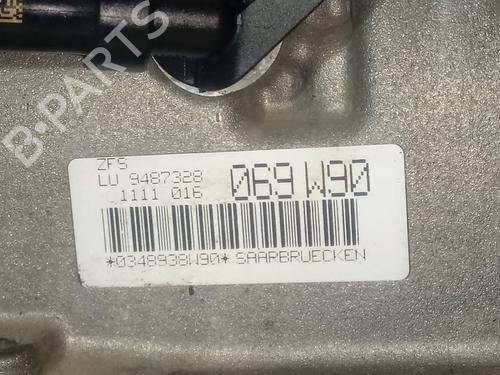 B-PARTS
ZFS
LU 9487328 069 W90
1111 016
*0348938W90* SAARBRUECKEN